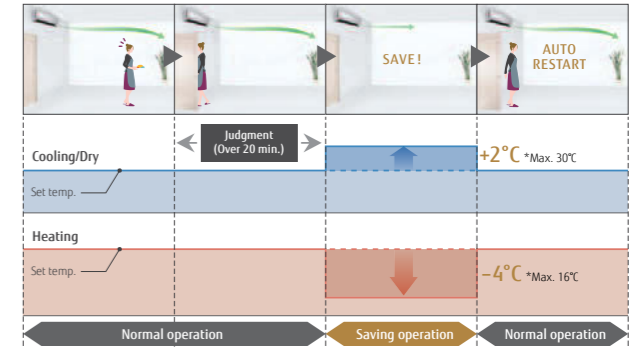 SAVE!
AUTO
RESTART
Judgment
(Over 20 min.)
Cooling/Dry
+2°C *Max. 30°C
Set temp.
Heating
Set temp.
−4°C *Max. 16°C
Normal operation
Saving operation
Normal operation